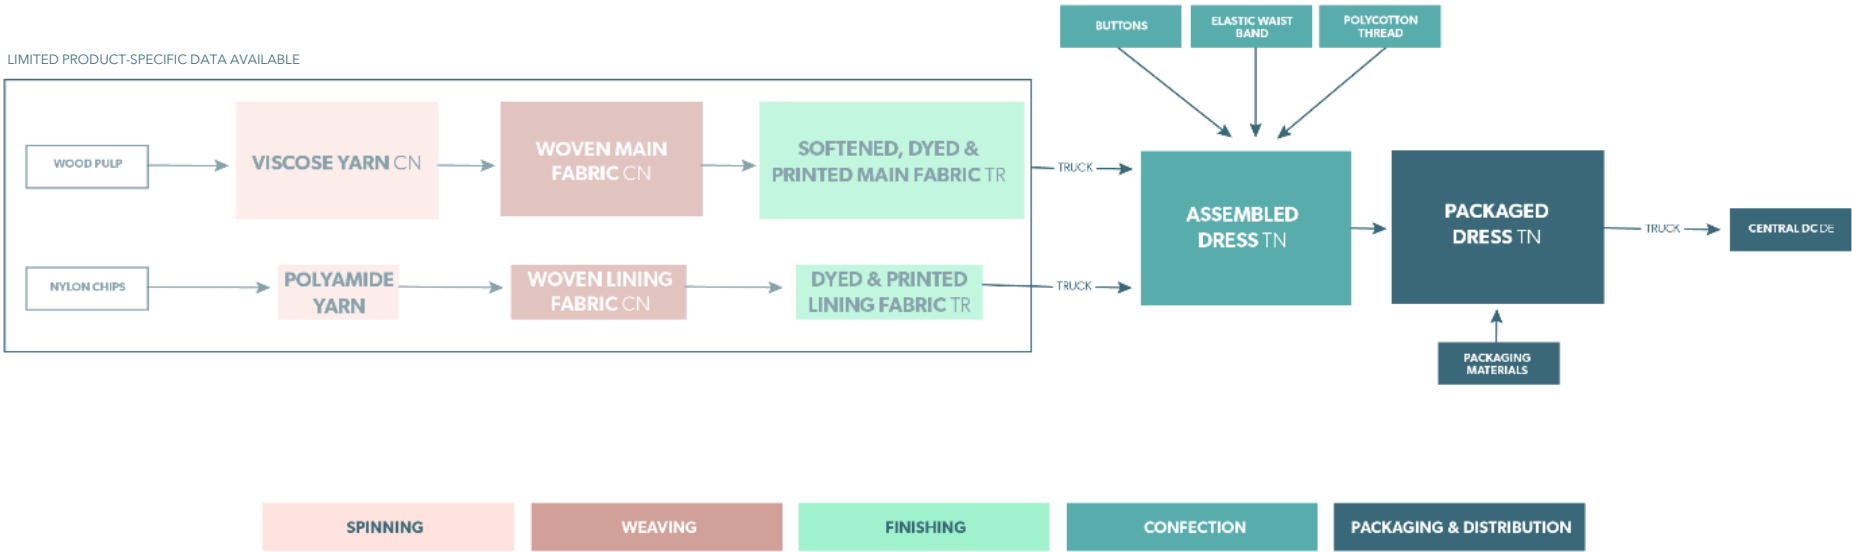 BUTTONS
ELASTIC WAIST
BAND
POLYCOTTON
THREAD
LIMITED PRODUCT-SPECIFIC DATA AVAILABLE
WOOD PULP
VISCOSE YARN CN
WOVEN MAIN
FABRIC CN
SOFTENED, DYED &
PRINTED MAIN FABRIC TR
TRUCK
NYLON CHIPS
POLYAMIDE
YARN
WOVEN LINING
FABRIC CN
DYED & PRINTED
LINING FABRIC TR
TRUCK
ASSEMBLED
DRESS TN
PACKAGED
DRESS TN
TRUCK
CENTRAL DC DE
PACKAGING
MATERIALS
SPINNING
WEAVING
FINISHING
CONFECTION
PACKAGING & DISTRIBUTION